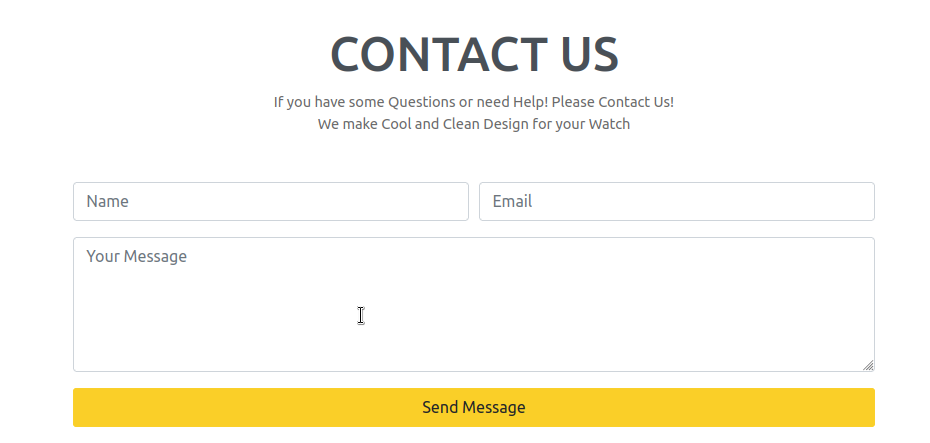 CONTACT US
If you have some Questions or need Help! Please Contact Us!
We make Cool and Clean Design for your Watch
Name
Email
Your Message
Send Message